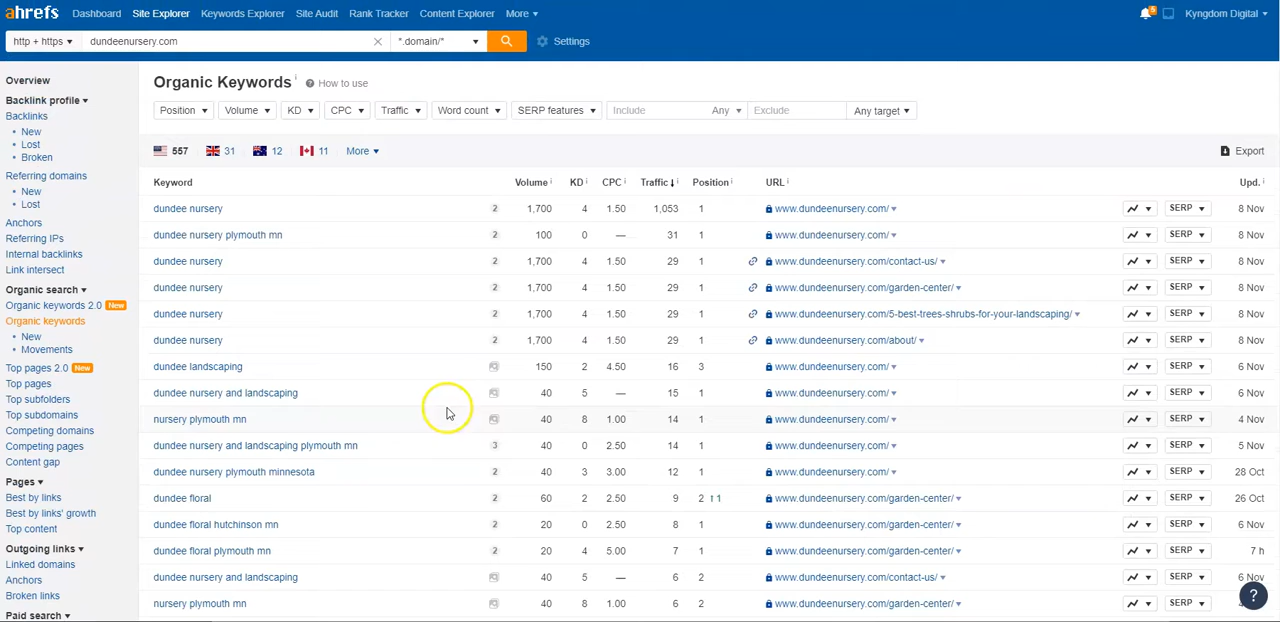 ahrefs Dashboard Site Explorer Keywords Explorer Site Audit Rank Tracker Content Explorer More Kyngdom Digital
http + https dundeenursery.com *.domain/* Settings
Overview
Backlink profile
Backlinks
New
Lost
Broken
Referring domains
New
Lost
Anchors
Referring IPs
Internal backlinks
Link intersect
Organic search
Organic keywords 2.0 New
Organic keywords
New
Movements
Top pages 2.0 New
Top pages
Top subfolders
Top subdomains
Competing domains
Competing pages
Content gap
Pages
Best by links
Best by links' growth
Top content
Outgoing links
Linked domains
Anchors
Broken links
Paid search
Organic Keywords i ? How to use
Position Volume KD CPC Traffic Word count SERP features Include Any Exclude Any target
557 31 12 11 More Export
Keyword Volume KD CPC Traffic Position URL Upd.
dundee nursery 2 1,700 4 1.50 1,053 1 www.dundeenursery.com/ SERP 8 Nov
dundee nursery plymouth mn 2 100 0 — 31 1 www.dundeenursery.com/ SERP 8 Nov
dundee nursery 2 1,700 4 1.50 29 1 www.dundeenursery.com/contact-us/ SERP 8 Nov
dundee nursery 2 1,700 4 1.50 29 1 www.dundeenursery.com/garden-center/ SERP 8 Nov
dundee nursery 2 1,700 4 1.50 29 1 www.dundeenursery.com/5-best-trees-shrubs-for-your-landscaping/ SERP 8 Nov
dundee nursery 2 1,700 4 1.50 29 1 www.dundeenursery.com/about/ SERP 8 Nov
dundee landscaping 150 2 4.50 16 3 www.dundeenursery.com/ SERP 6 Nov
dundee nursery and landscaping 40 5 — 15 1 www.dundeenursery.com/ SERP 6 Nov
nursery plymouth mn 40 8 1.00 14 1 www.dundeenursery.com/ SERP 4 Nov
dundee nursery and landscaping plymouth mn 3 40 0 2.50 14 1 www.dundeenursery.com/ SERP 5 Nov
dundee nursery plymouth minnesota 2 40 3 3.00 12 1 www.dundeenursery.com/ SERP 28 Oct
dundee floral 2 60 2 2.50 9 2 ↑1 www.dundeenursery.com/garden-center/ SERP 26 Oct
dundee floral hutchinson mn 2 20 0 2.50 8 1 www.dundeenursery.com/garden-center/ SERP 6 Nov
dundee floral plymouth mn 2 20 4 5.00 7 1 www.dundeenursery.com/garden-center/ SERP 7 h
dundee nursery and landscaping 40 5 — 6 2 www.dundeenursery.com/contact-us/ SERP 6 Nov
nursery plymouth mn 40 8 1.00 6 2 www.dundeenursery.com/garden-center/ SERP
?